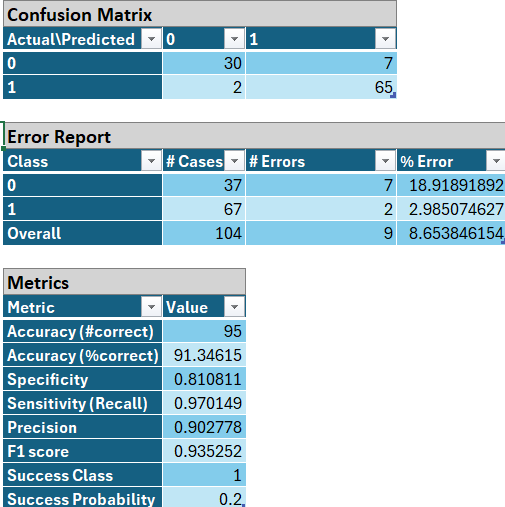 Confusion Matrix
Actual\Predicted 0 1
0 30 7
1 2 65
Error Report
Class # Cases # Errors % Error
0 37 7 18.91891892
1 67 2 2.985074627
Overall 104 9 8.653846154
Metrics
Metric Value
Accuracy (#correct) 95
Accuracy (%correct) 91.34615
Specificity 0.810811
Sensitivity (Recall) 0.970149
Precision 0.902778
F1 score 0.935252
Success Class 1
Success Probability 0.2